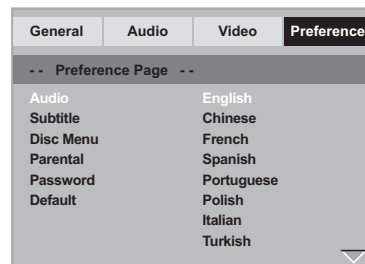 General Audio Video Preference
-- Preference Page --
Audio English
Subtitle Chinese
Disc Menu French
Parental Spanish
Password Portuguese
Default Polish
Italian
Turkish